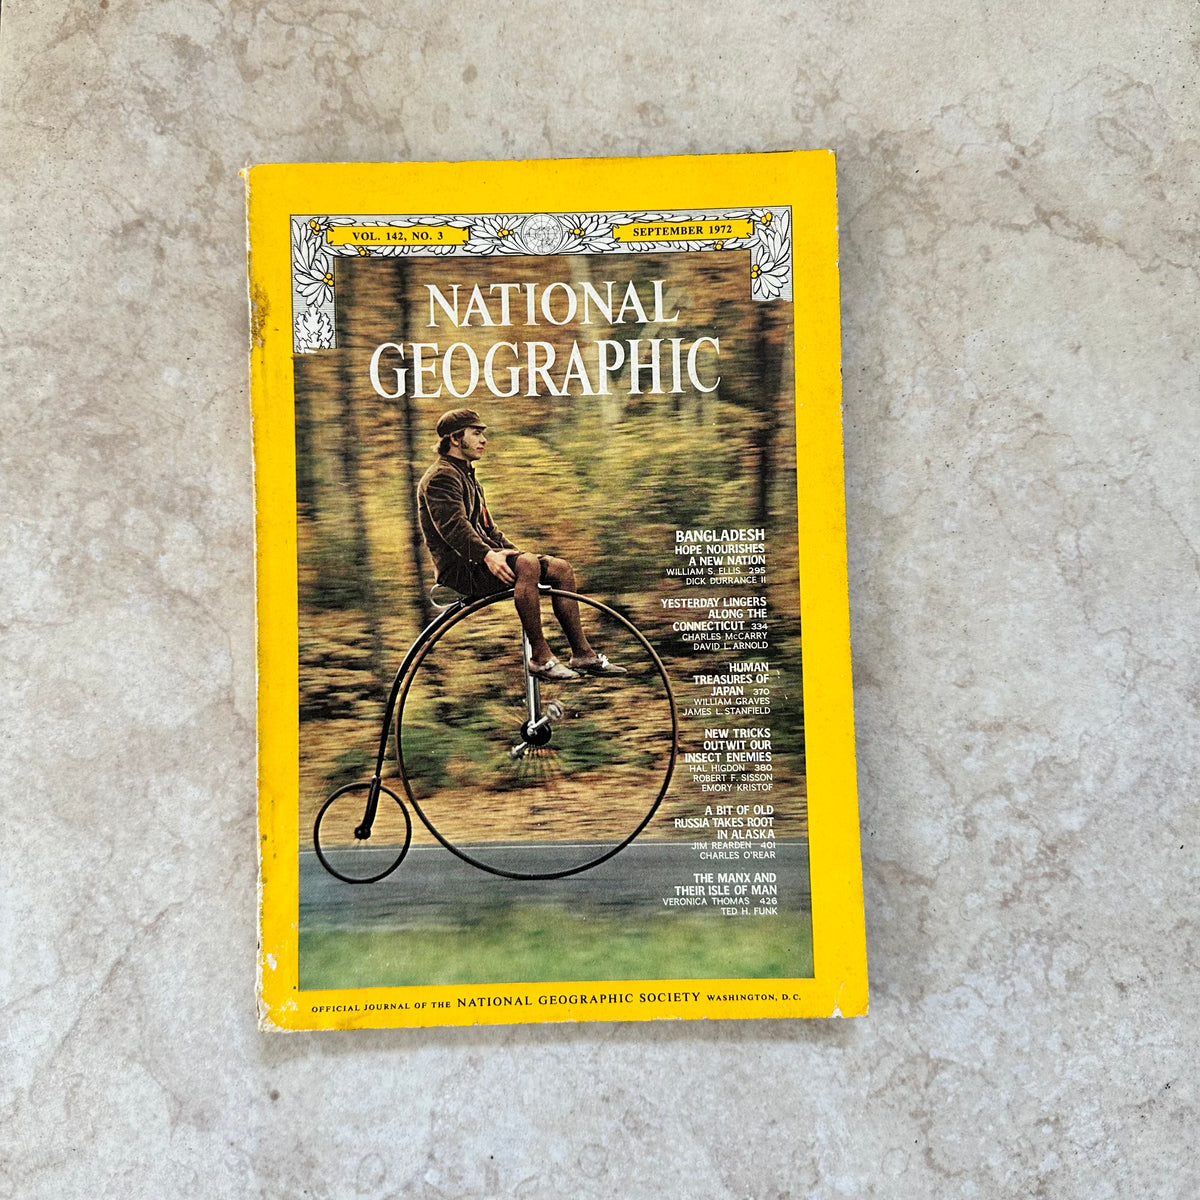 VOL. 142, NO. 3
SEPTEMBER 1972
NATIONAL
GEOGRAPHIC
BANGLADESH
HOPE NOURISHES
A NEW NATION
WILLIAM S. ELLIS 295
DICK DURRANCE II
YESTERDAY LINGERS
ALONG THE
CONNECTICUT 334
CHARLES McCARRY
DAVID L. ARNOLD
HUMAN
TREASURES OF
JAPAN 370
WILLIAM GRAVES
JAMES L. STANFIELD
NEW TRICKS
OUTWIT OUR
INSECT ENEMIES
HAL HIGDON 380
ROBERT F. SISSON
EMORY KRISTOF
A BIT OF OLD
RUSSIA TAKES ROOT
IN ALASKA
JIM REARDEN 401
CHARLES O'REAR
THE MANX AND
THEIR ISLE OF MAN
VERONICA THOMAS 426
TED H. FUNK
OFFICIAL JOURNAL OF THE NATIONAL GEOGRAPHIC SOCIETY WASHINGTON, D.C.